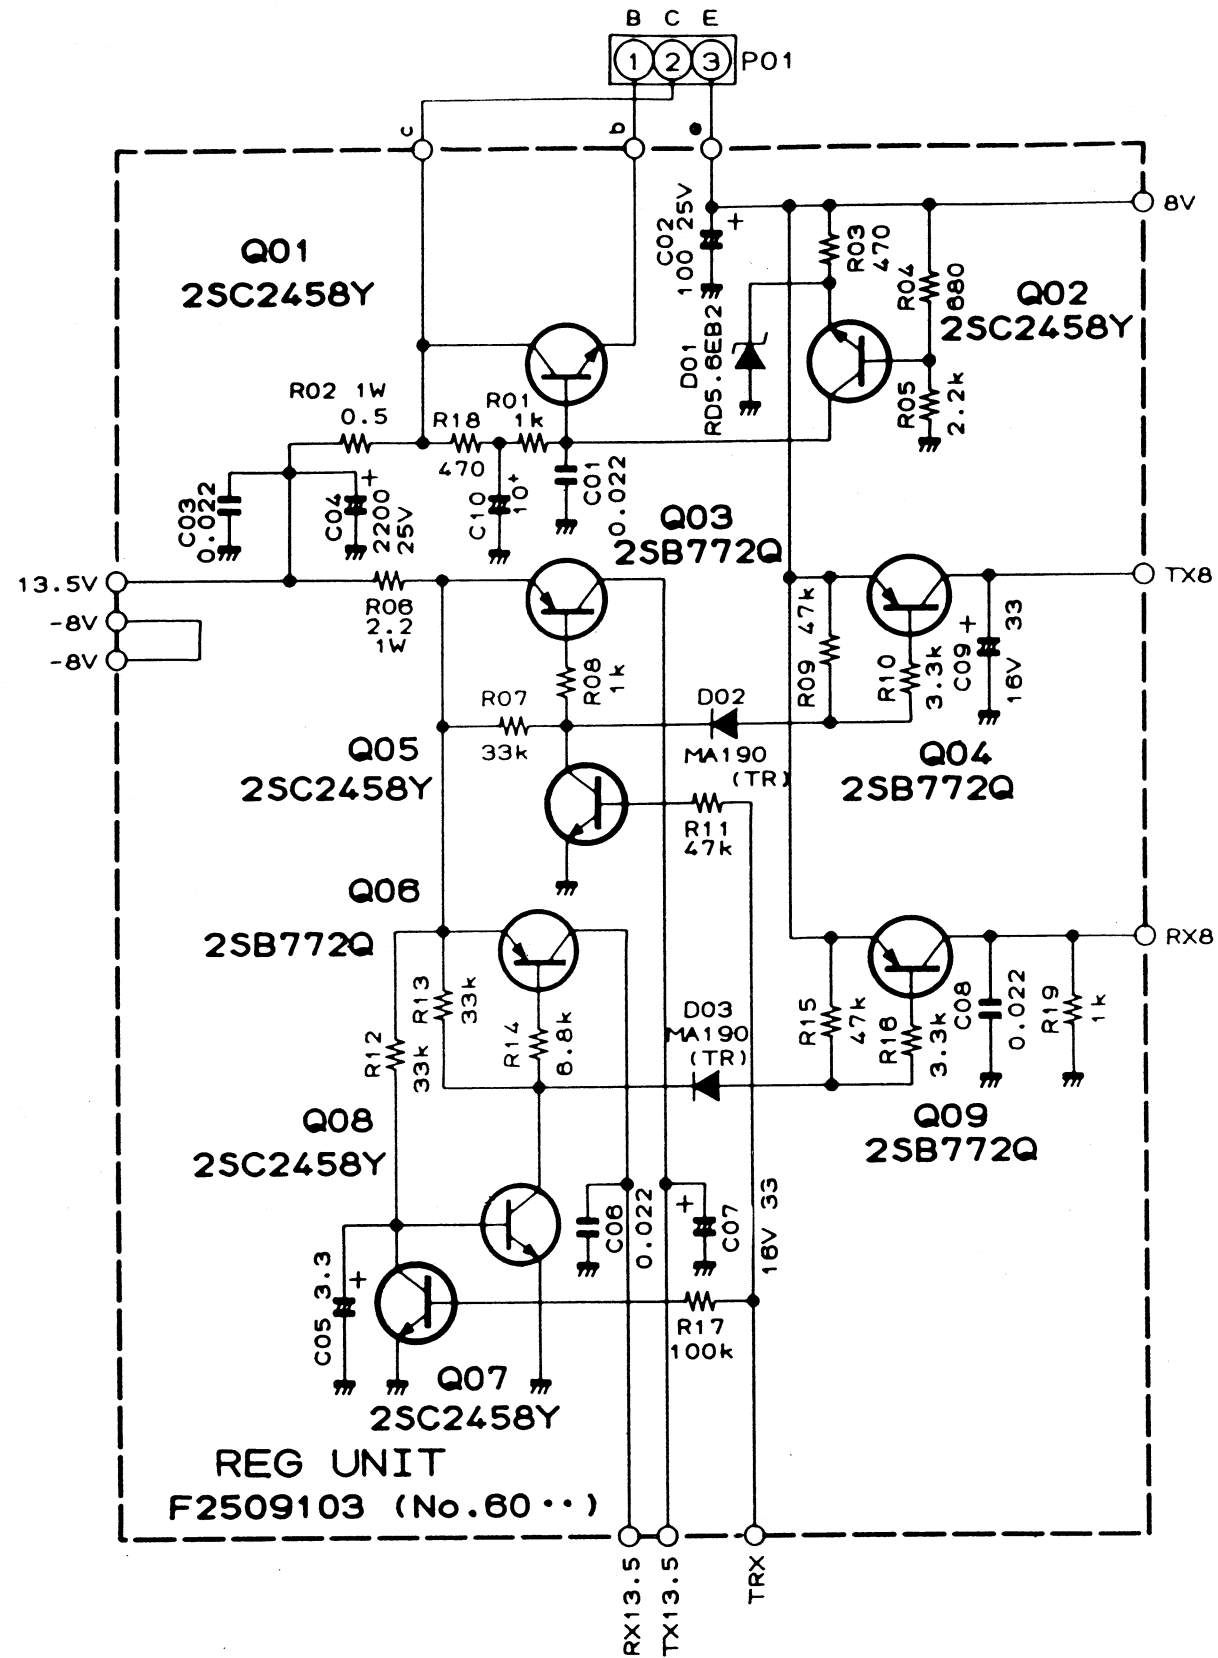 B C E
1 2 3 P01
c b e
8V
Q01
2SC2458Y
C02
100 25V
+
R03
470
R04
680
Q02
2SC2458Y
D01
RD5.6EB2
R05
2.2k
R02 1W
0.5
R18
470
R01
1k
C03
0.022
C04
2200
25V
+
C10
10
+
C01
0.022
Q03
2SB772Q
13.5V
-8V
-8V
R06
2.2
1W
TX8
R09 47k
R10
3.3k
C09
+
33
16V
R08
1k
R07
33k
D02
MA190
(TR)
Q04
2SB772Q
Q05
2SC2458Y
R11
47k
Q06
2SB772Q
RX8
R13
33k
R12
33k
R14
6.8k
D03
MA190
(TR)
R15
47k
R16
3.3k
C08
0.022
R19
1k
Q09
2SB772Q
Q08
2SC2458Y
C06
0.022
+
C07
16V 33
C05 3.3
+
R17
100k
Q07
2SC2458Y
REG UNIT
F2509103 (No.60··)
RX13.5
TX13.5
TRX